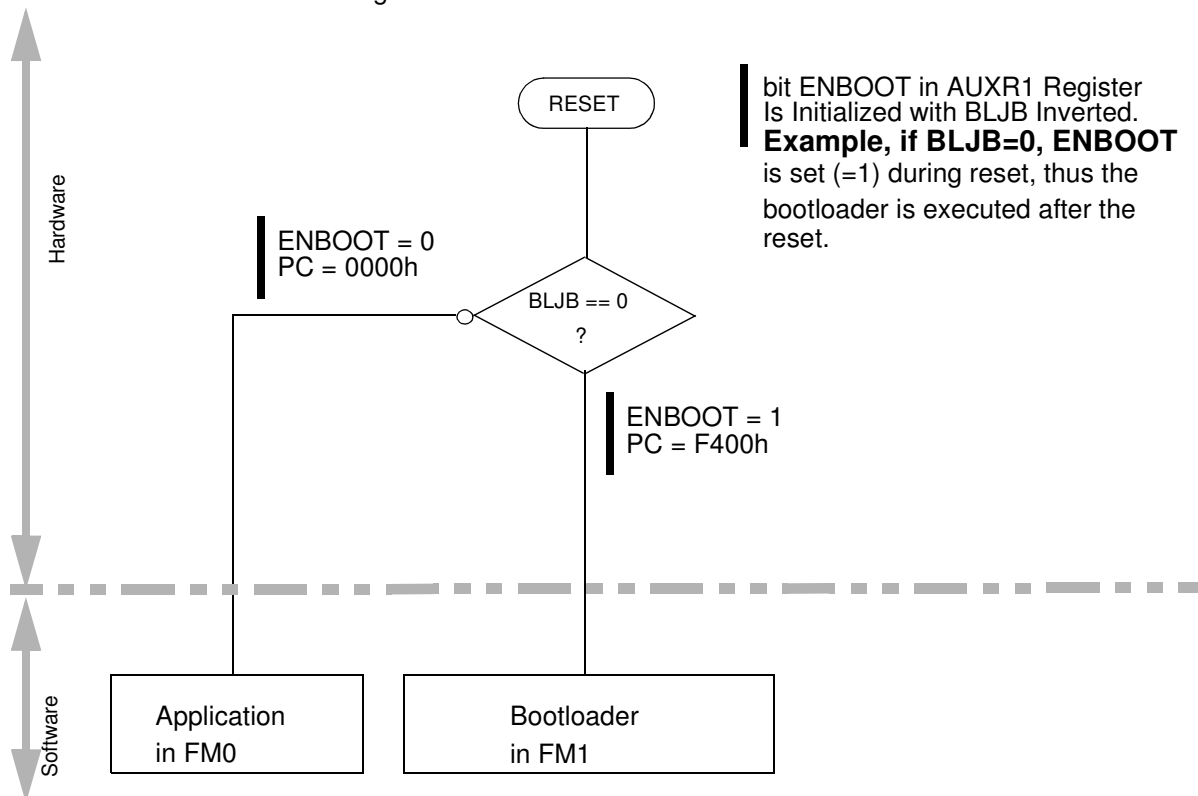 RESET
bit ENBOOT in AUXR1 Register
Is Initialized with BLJB Inverted.
Example, if BLJB=0, ENBOOT
is set (=1) during reset, thus the
bootloader is executed after the
reset.
Hardware
ENBOOT = 0
PC = 0000h
BLJB == 0
?
ENBOOT = 1
PC = F400h
Software
Application
in FM0
Bootloader
in FM1